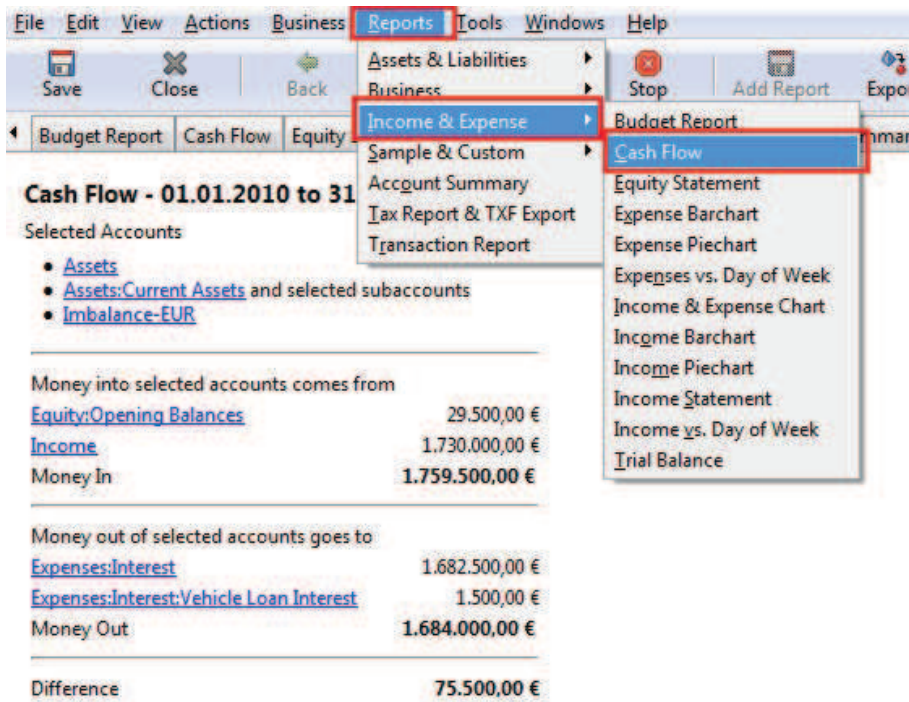 File Edit View Actions Business Reports Tools Windows Help
Save Close Back Stop Add Report
Budget Report Cash Flow Equity
Assets & Liabilities
Business
Income & Expense
Sample & Custom
Account Summary
Tax Report & TXF Export
Transaction Report
Budget Report
Cash Flow
Equity Statement
Expense Barchart
Expense Piechart
Expenses vs. Day of Week
Income & Expense Chart
Income Barchart
Income Piechart
Income Statement
Income vs. Day of Week
Trial Balance
Cash Flow - 01.01.2010 to 31
Selected Accounts
Assets
Assets:Current Assets and selected subaccounts
Imbalance-EUR
Money into selected accounts comes from
Equity:Opening Balances 29.500,00 €
Income 1.730.000,00 €
Money In 1.759.500,00 €
Money out of selected accounts goes to
Expenses:Interest 1.682.500,00 €
Expenses:Interest:Vehicle Loan Interest 1.500,00 €
Money Out 1.684.000,00 €
Difference 75.500,00 €